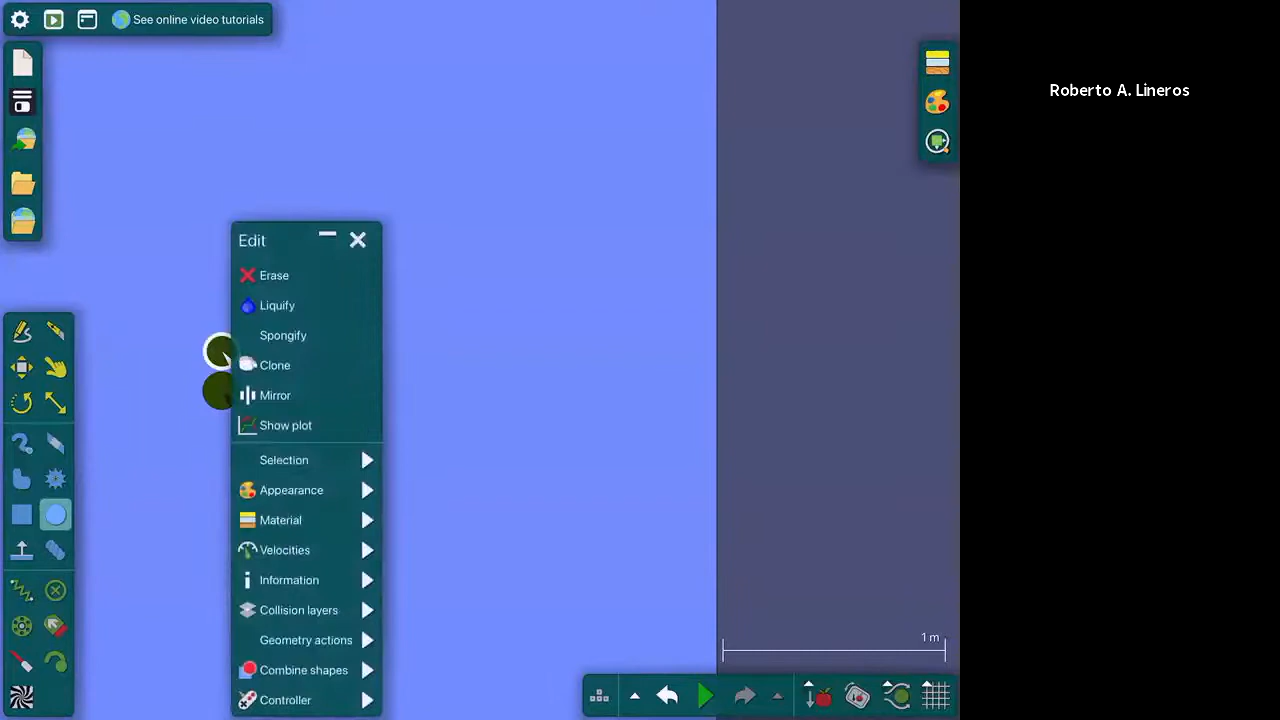 See online video tutorials
Roberto A. Lineros
Edit
Erase
Liquify
Spongify
Clone
Mirror
Show plot
Selection
Appearance
Material
Velocities
Information
Collision layers
Geometry actions
Combine shapes
Controller
1 m